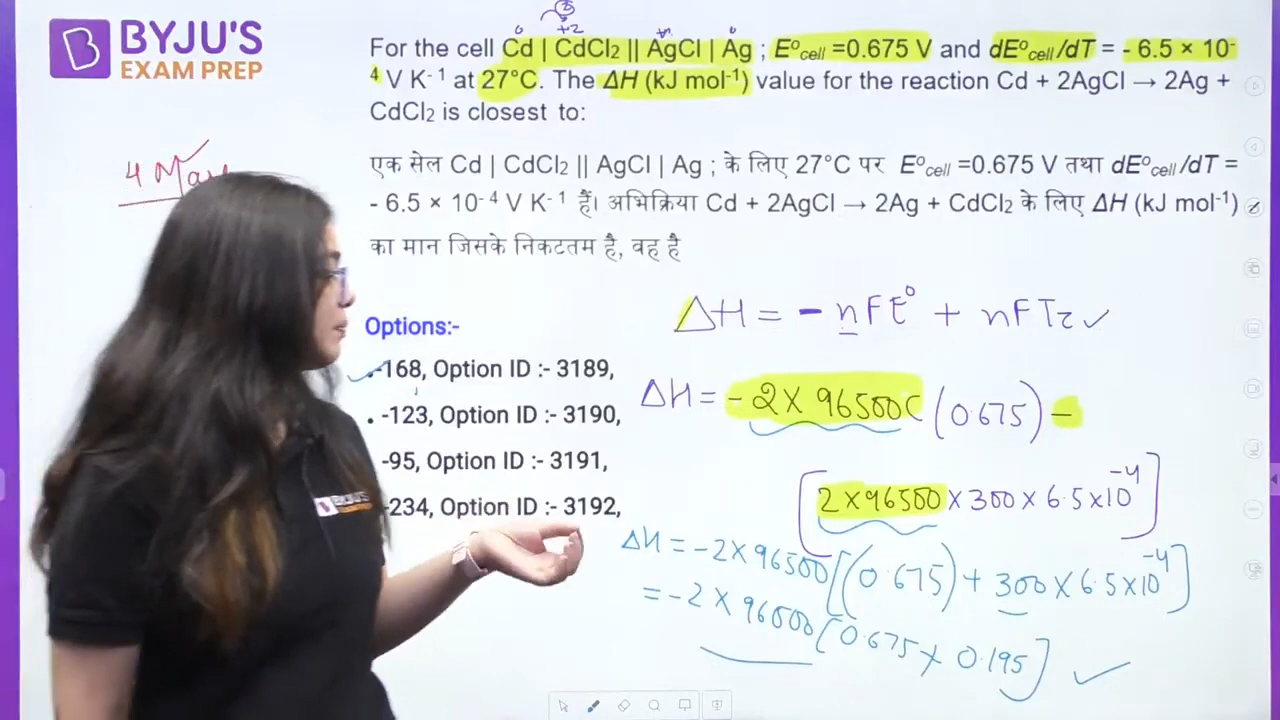 BYJU'S
EXAM PREP
0 +2 +1 0
For the cell Cd | CdCl₂ || AgCl | Ag ; E°cell =0.675 V and dE°cell/dT = - 6.5 × 10⁻
⁴ V K⁻¹ at 27°C. The ΔH (kJ mol⁻¹) value for the reaction Cd + 2AgCl → 2Ag +
CdCl₂ is closest to:
4 May
एक सेल Cd | CdCl₂ || AgCl | Ag ; के लिए 27°C पर E°cell =0.675 V तथा dE°cell/dT =
- 6.5 × 10⁻⁴ V K⁻¹ हैं। अभिक्रिया Cd + 2AgCl → 2Ag + CdCl₂ के लिए ΔH (kJ mol⁻¹)
का मान जिसके निकटतम है, वह है
Options:-
-168, Option ID :- 3189,
-123, Option ID :- 3190,
-95, Option ID :- 3191,
-234, Option ID :- 3192,
ΔH = - nFE° + nFTz ✓
ΔH = - 2 × 96500 (0.675) -
[2 × 96500 × 300 × 6.5 × 10⁻⁴]
ΔH = -2 × 96500 [(0.675) + 300 × 6.5 × 10⁻⁴]
= -2 × 96500 [0.675 + 0.195] ✓
BYJU'S